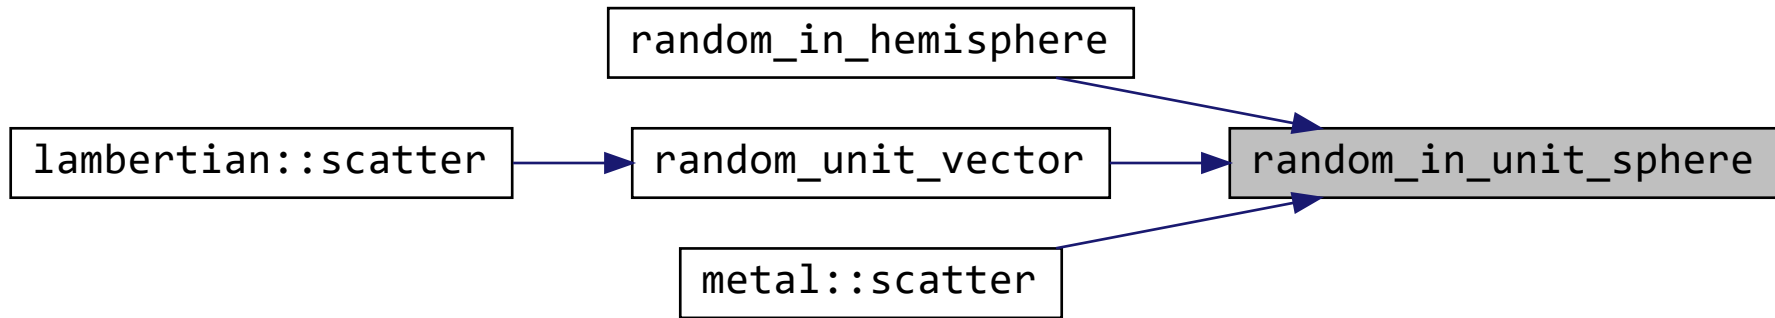 random_in_hemisphere
lambertian::scatter
random_unit_vector
random_in_unit_sphere
metal::scatter